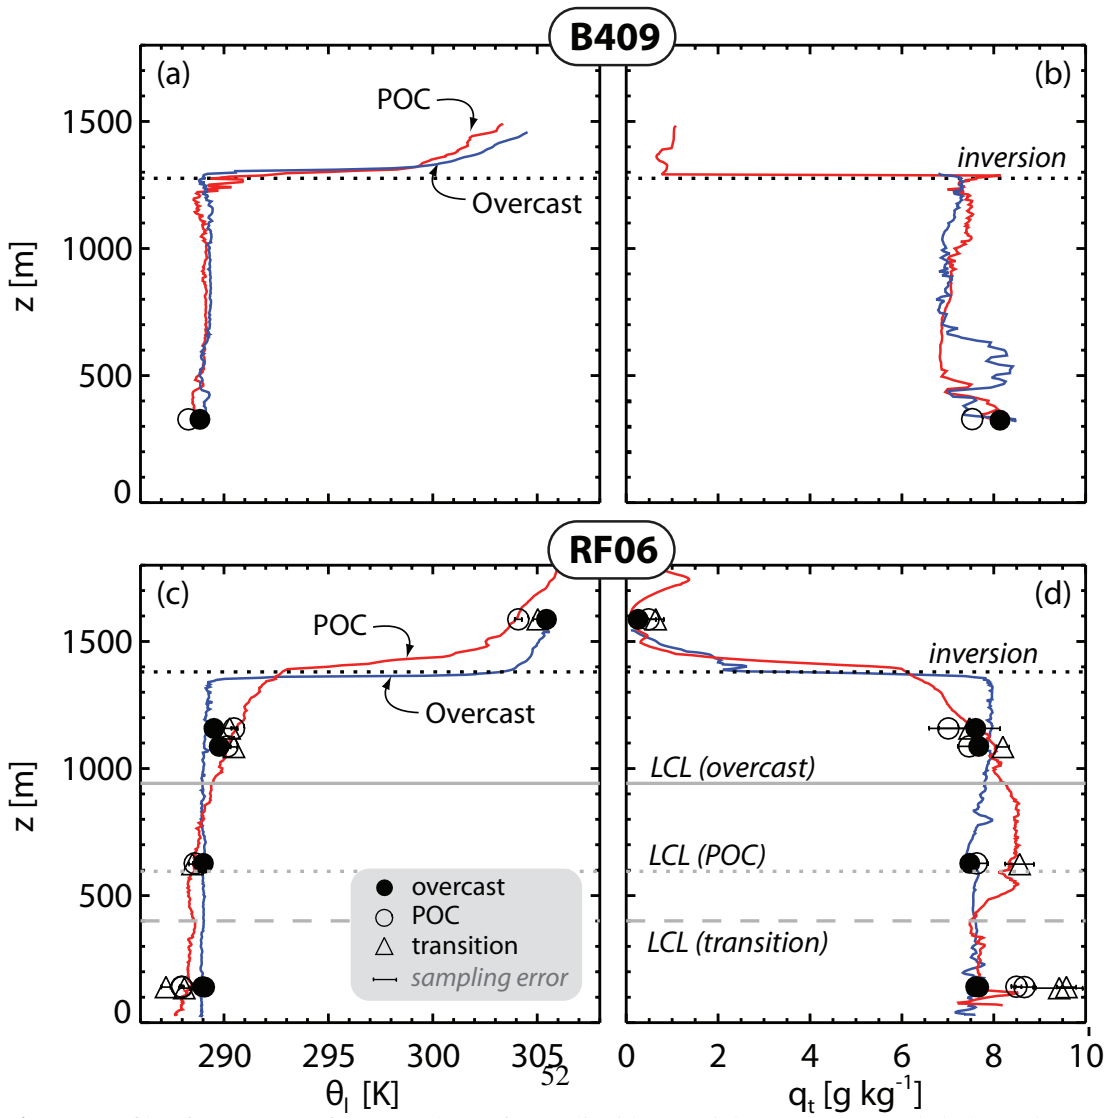 B409
(a)
(b)
POC
Overcast
inversion
1500
1000
500
0
z [m]
RF06
(c)
(d)
POC
Overcast
inversion
LCL (overcast)
LCL (POC)
LCL (transition)
overcast
POC
transition
sampling error
1500
1000
500
0
z [m]
290 295 300 305
0 2 4 6 8 10
52
θl [K]
qt [g kg-1]